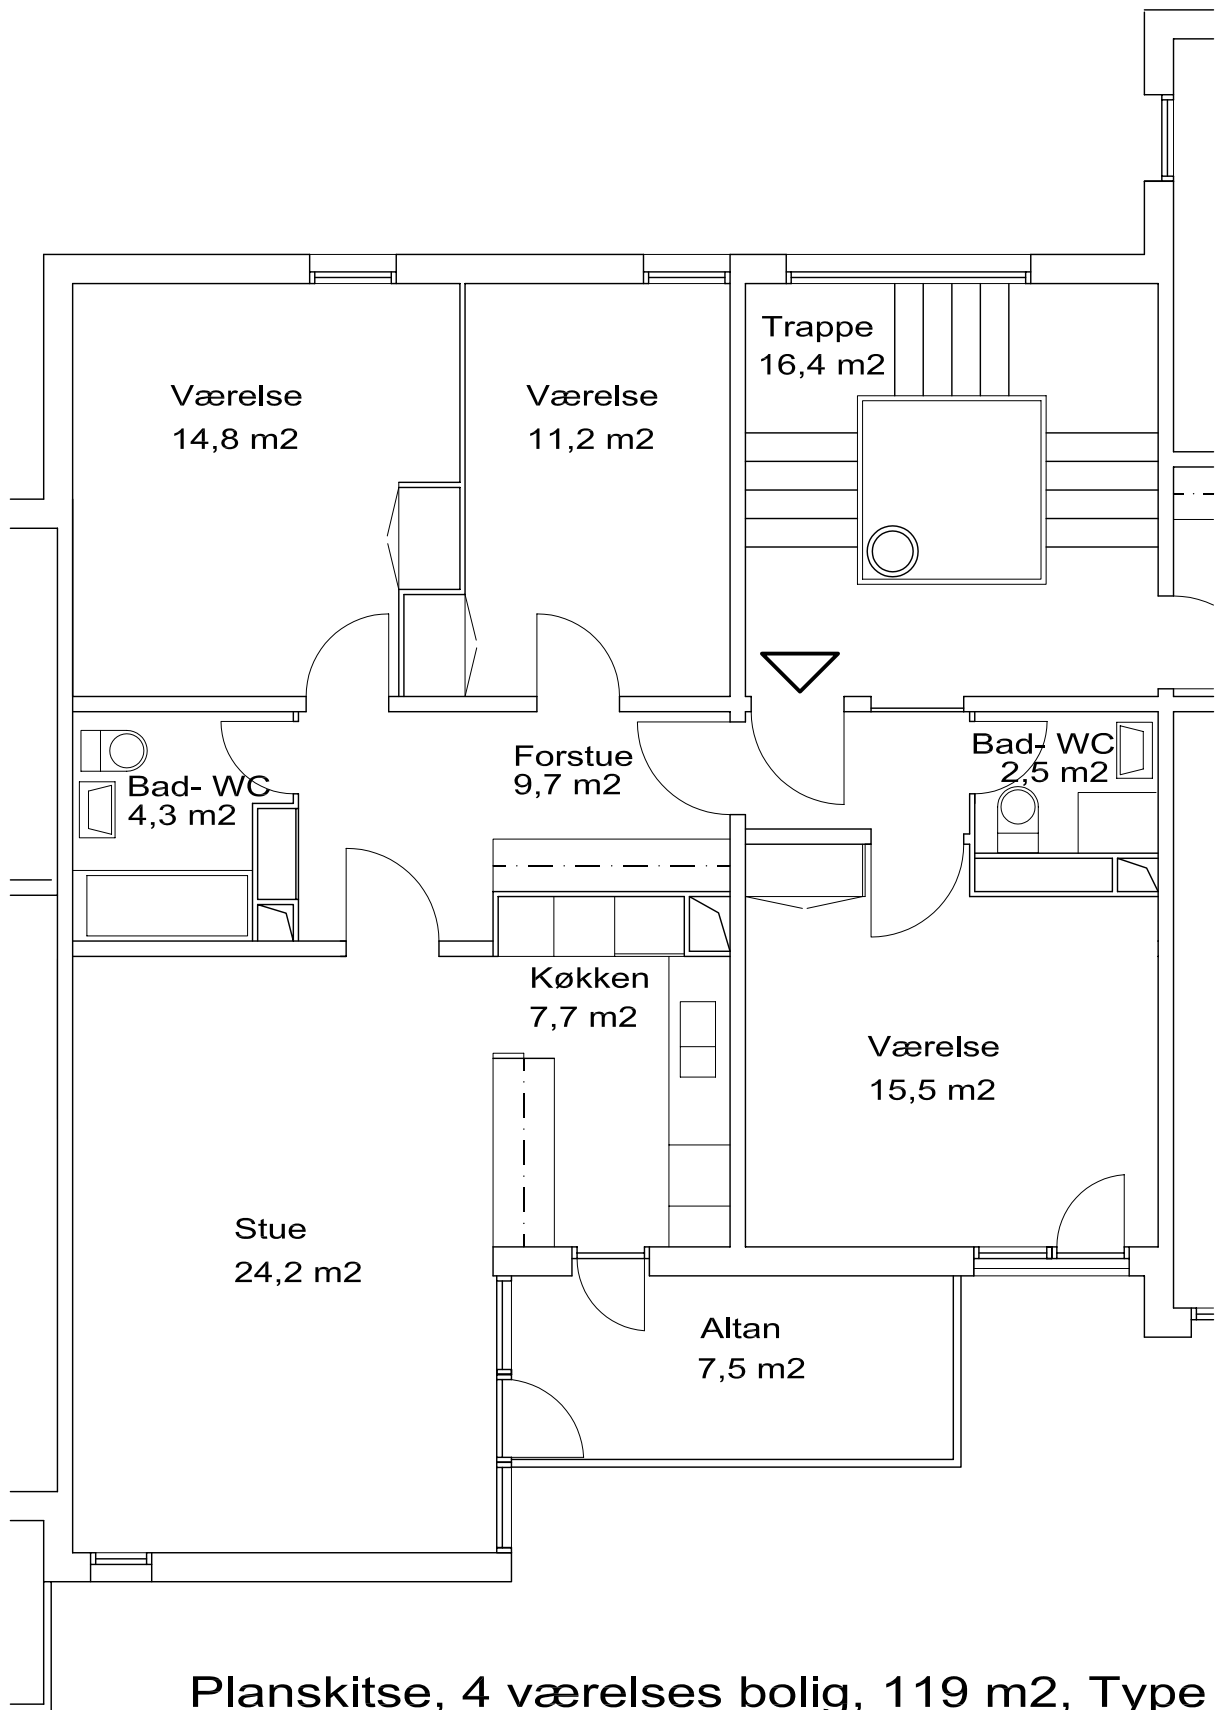 Trappe
16,4 m2
Værelse
14,8 m2
Værelse
11,2 m2
Forstue
9,7 m2
Bad- WC
2,5 m2
Bad- WC
4,3 m2
Køkken
7,7 m2
Værelse
15,5 m2
Stue
24,2 m2
Altan
7,5 m2
Planskitse, 4 værelses bolig, 119 m2, Type